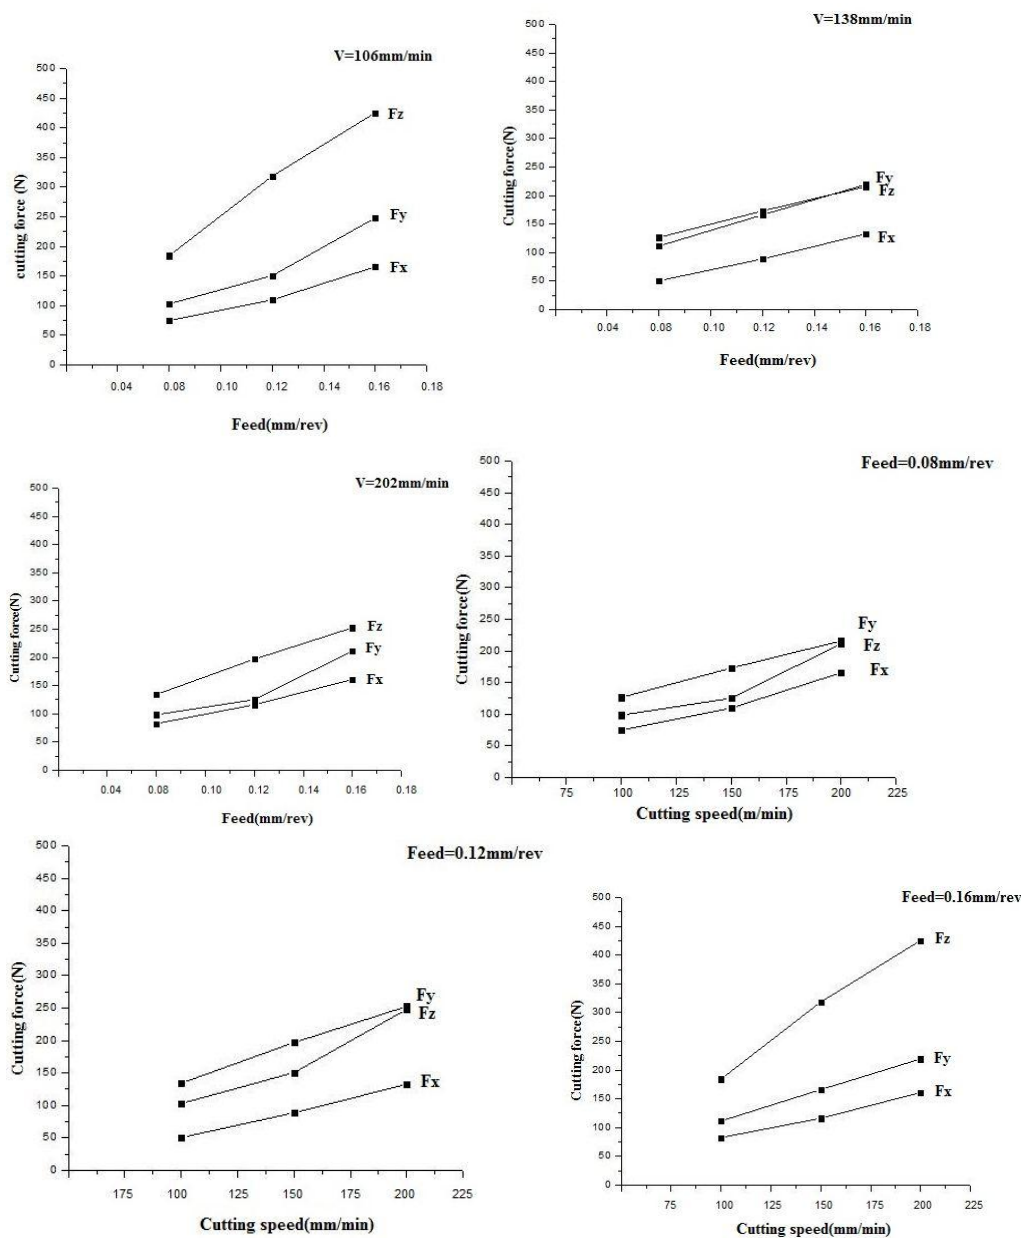 V=106mm/min
500
450
400
350
300
250
200
150
100
50
0
cutting force (N)
Fz
Fy
Fx
0.04 0.08 0.10 0.12 0.14 0.16 0.18
Feed(mm/rev)
V=138mm/min
500
450
400
350
300
250
200
150
100
50
0
Cutting force(N)
Fy
Fz
Fx
0.04 0.08 0.10 0.12 0.14 0.16 0.18
Feed(mm/rev)
V=202mm/min
500
450
400
350
300
250
200
150
100
50
0
Cutting force(N)
Fz
Fy
Fx
0.04 0.08 0.10 0.12 0.14 0.16 0.18
Feed(mm/rev)
Feed=0.08mm/rev
500
450
400
350
300
250
200
150
100
50
0
Cutting force(N)
Fy
Fz
Fx
75 100 125 150 175 200 225
Cutting speed(m/min)
Feed=0.12mm/rev
500
450
400
350
300
250
200
150
100
50
0
Cutting force(N)
Fy
Fz
Fx
175 100 225 150 175 200 225
Cutting speed(mm/min)
Feed=0.16mm/rev
500
450
400
350
300
250
200
150
100
50
0
Cutting force(N)
Fz
Fy
Fx
75 100 125 150 175 200 225
Cutting speed(mm/min)